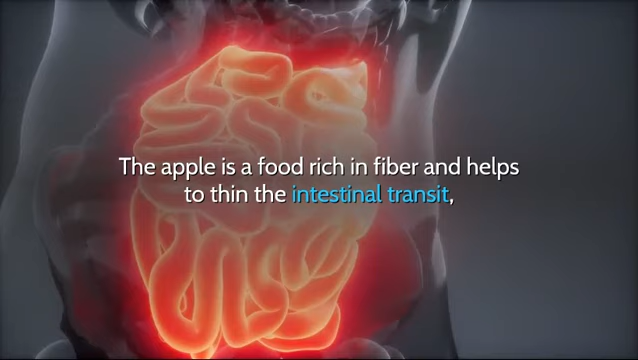 The apple is a food rich in fiber and helps
to thin the intestinal transit,